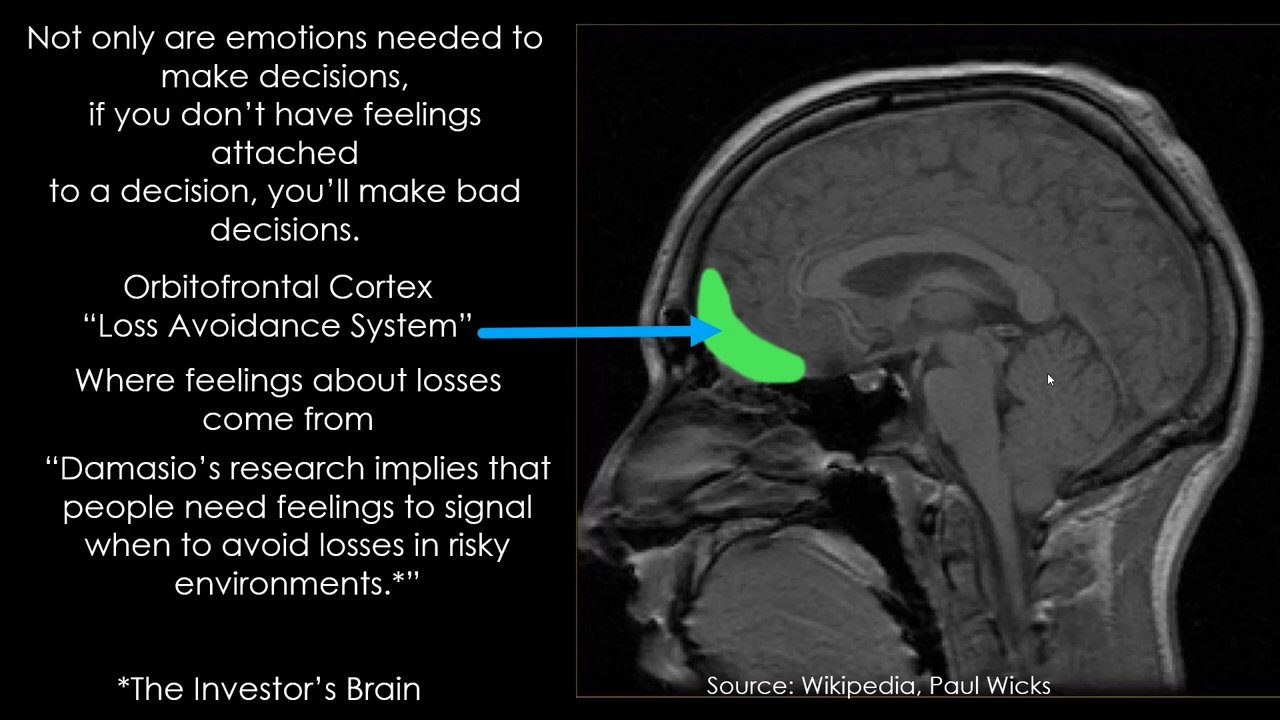 Not only are emotions needed to
make decisions,
if you don’t have feelings
attached
to a decision, you’ll make bad
decisions.
Orbitofrontal Cortex
“Loss Avoidance System”
Where feelings about losses
come from
“Damasio’s research implies that
people need feelings to signal
when to avoid losses in risky
environments.*”
*The Investor’s Brain
Source: Wikipedia, Paul Wicks